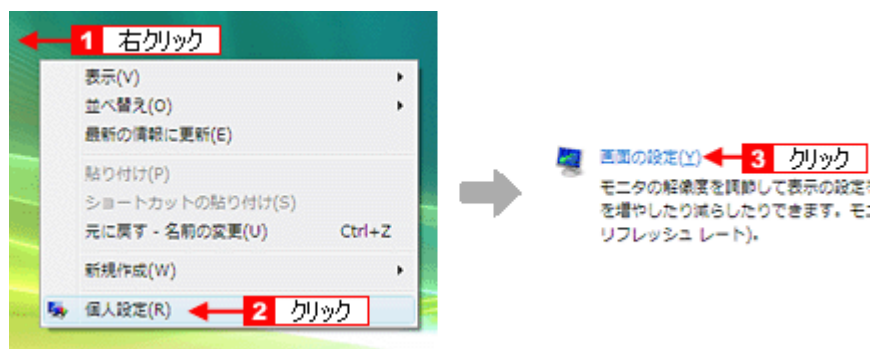 1 右クリック
表示(V)
並べ替え(O)
最新の情報に更新(E)
貼り付け(P)
ショートカットの貼り付け(S)
元に戻す - 名前の変更(U) Ctrl+Z
新規作成(W)
個人設定(R) 2 クリック
画面の設定(Y) 3 クリック
モニタの解像度を調節して表示の設定を
を増やしたり減らしたりできます。モニ
リフレッシュ レート)。